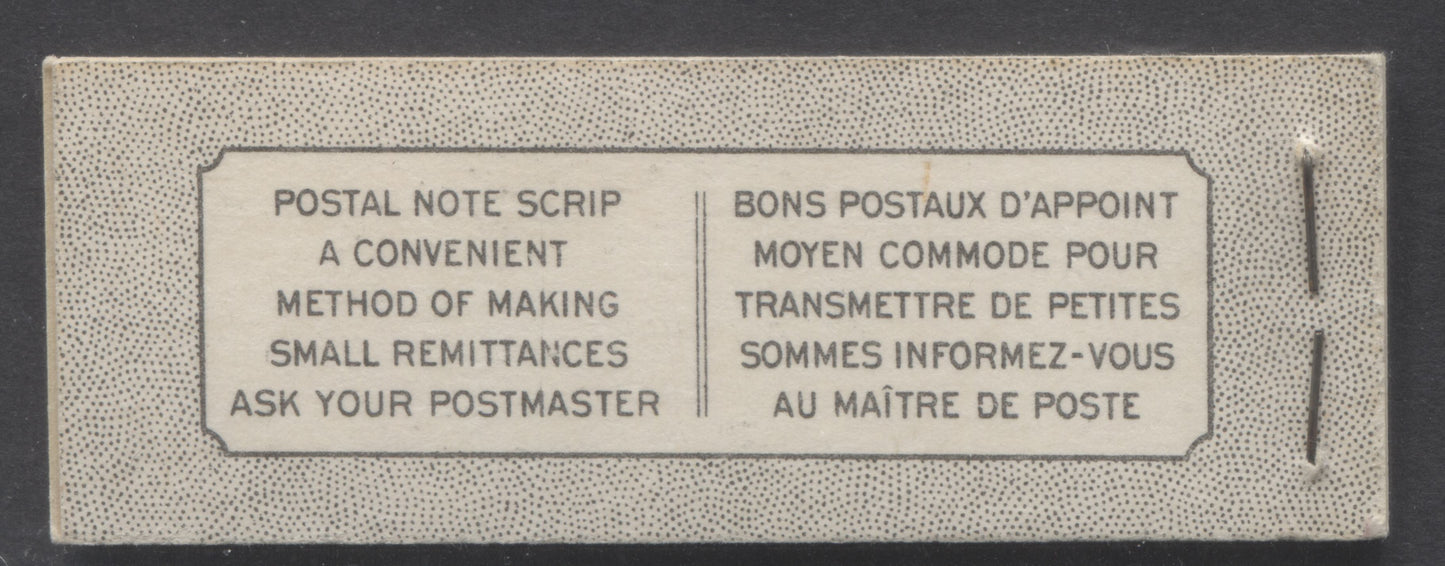 POSTAL NOTE SCRIP
A CONVENIENT
METHOD OF MAKING
SMALL REMITTANCES
ASK YOUR POSTMASTER
BONS POSTAUX D'APPOINT
MOYEN COMMODE POUR
TRANSMETTRE DE PETITES
SOMMES INFORMEZ-VOUS
AU MAÎTRE DE POSTE